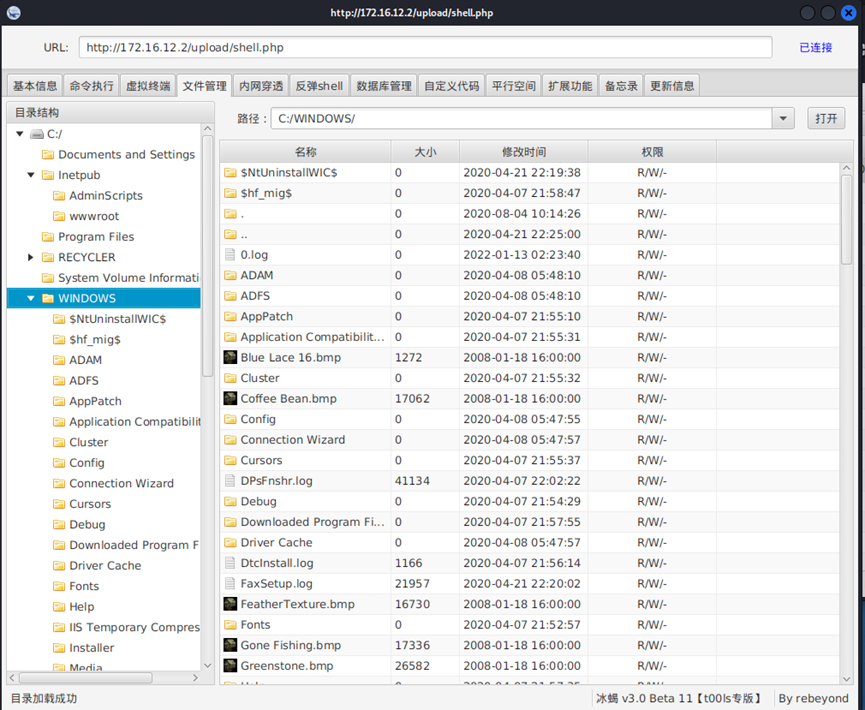 http://172.16.12.2/upload/shell.php
URL: http://172.16.12.2/upload/shell.php 已连接
基本信息 命令执行 虚拟终端 文件管理 内网穿透 反弹shell 数据库管理 自定义代码 平行空间 扩展功能 备忘录 更新信息
目录结构
C:/
Documents and Settings
Inetpub
AdminScripts
wwwroot
Program Files
RECYCLER
System Volume Informati
WINDOWS
$NtUninstallWIC$
$hf_mig$
ADAM
ADFS
AppPatch
Application Compatibilit
Cluster
Config
Connection Wizard
Cursors
Debug
Downloaded Program F
Driver Cache
Fonts
Help
IIS Temporary Compres
Installer
Media
路径： C:/WINDOWS/ 打开
名称 大小 修改时间 权限
$NtUninstallWIC$ 0 2020-04-21 22:19:38 R/W/-
$hf_mig$ 0 2020-04-07 21:58:47 R/W/-
. 0 2020-08-04 10:14:26 R/W/-
.. 0 2020-04-21 22:25:00 R/W/-
0.log 0 2022-01-13 02:23:40 R/W/-
ADAM 0 2020-04-08 05:48:10 R/W/-
ADFS 0 2020-04-08 05:48:10 R/W/-
AppPatch 0 2020-04-07 21:55:10 R/W/-
Application Compatibilit... 0 2020-04-07 21:55:31 R/W/-
Blue Lace 16.bmp 1272 2008-01-18 16:00:00 R/W/-
Cluster 0 2020-04-07 21:55:32 R/W/-
Coffee Bean.bmp 17062 2008-01-18 16:00:00 R/W/-
Config 0 2020-04-08 05:47:55 R/W/-
Connection Wizard 0 2020-04-08 05:47:57 R/W/-
Cursors 0 2020-04-07 21:55:37 R/W/-
DPsFnshr.log 41134 2020-04-07 22:02:22 R/W/-
Debug 0 2020-04-07 21:54:29 R/W/-
Downloaded Program Fi... 0 2020-04-07 21:57:55 R/W/-
Driver Cache 0 2020-04-08 05:47:57 R/W/-
DtcInstall.log 1166 2020-04-07 21:56:14 R/W/-
FaxSetup.log 21957 2020-04-21 22:20:02 R/W/-
FeatherTexture.bmp 16730 2008-01-18 16:00:00 R/W/-
Fonts 0 2020-04-07 21:52:57 R/W/-
Gone Fishing.bmp 17336 2008-01-18 16:00:00 R/W/-
Greenstone.bmp 26582 2008-01-18 16:00:00 R/W/-
目录加载成功 冰蝎 v3.0 Beta 11【t00ls专版】 By rebeyond